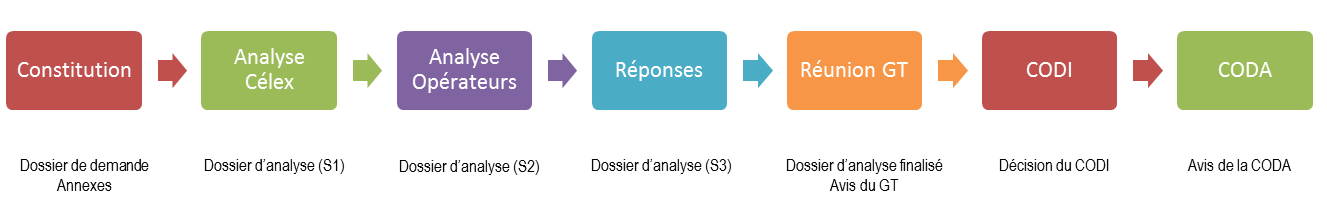 Constitution
Analyse
Célex
Analyse
Opérateurs
Réponses
Réunion GT
CODI
CODA
Dossier de demande
Annexes
Dossier d'analyse (S1)
Dossier d'analyse (S2)
Dossier d'analyse (S3)
Dossier d'analyse finalisé
Avis du GT
Décision du CODI
Avis de la CODA